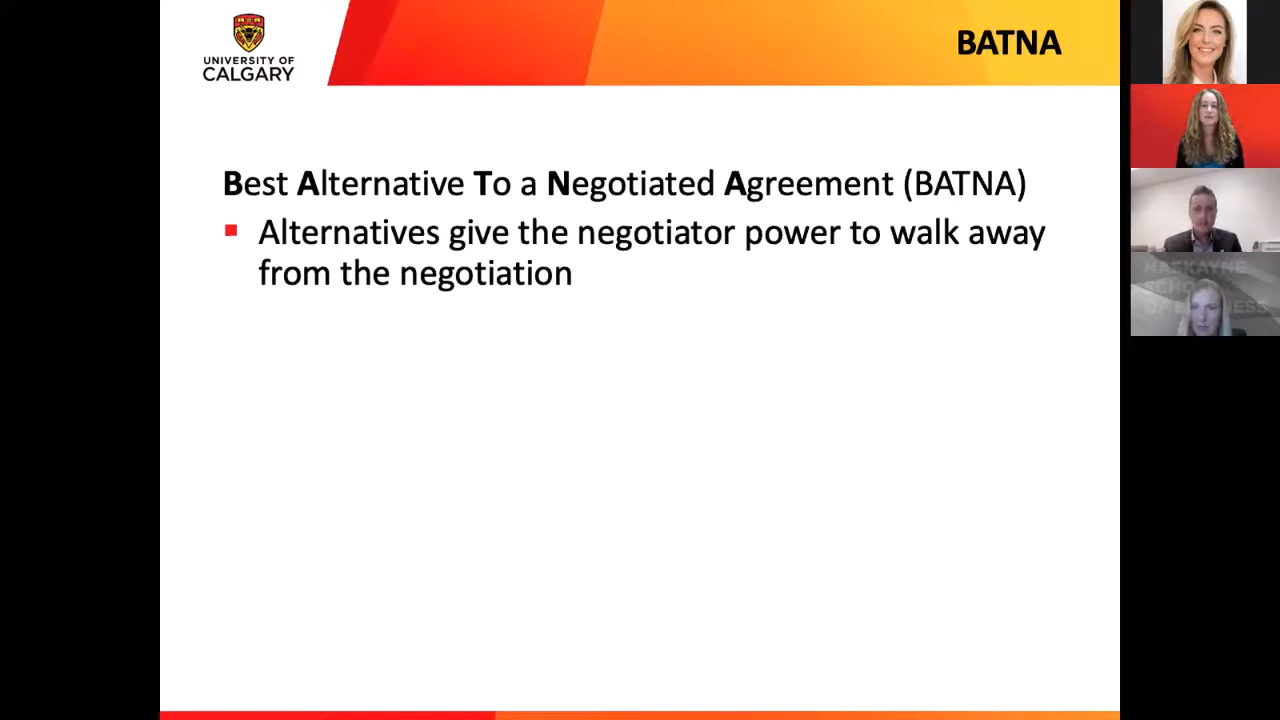 UNIVERSITY OF
CALGARY
BATNA
Best Alternative To a Negotiated Agreement (BATNA)
Alternatives give the negotiator power to walk away
from the negotiation
HASKAYNE